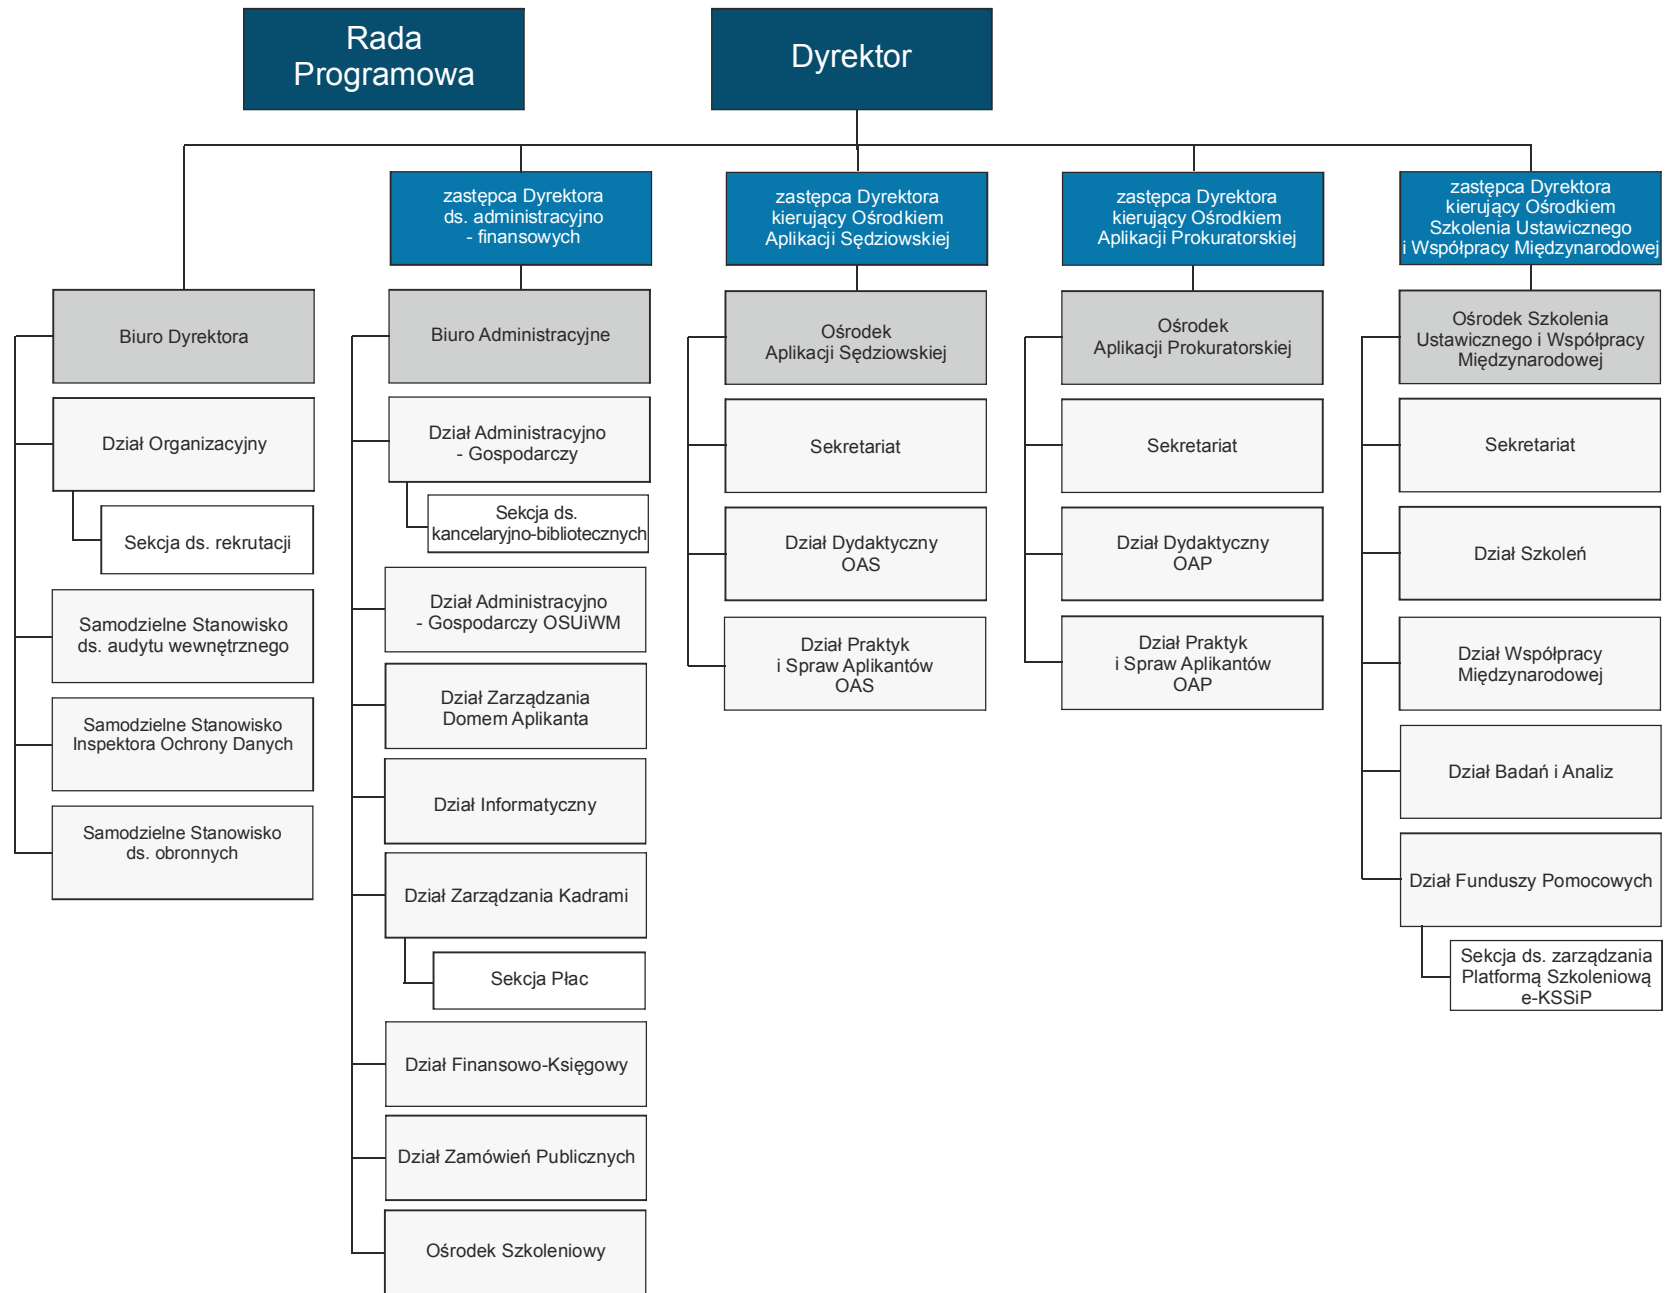 Rada
Programowa
Dyrektor
zastępca Dyrektora
ds. administracyjno
- finansowych
zastępca Dyrektora
kierujący Ośrodkiem
Aplikacji Sędziowskiej
zastępca Dyrektora
kierujący Ośrodkiem
Aplikacji Prokuratorskiej
zastępca Dyrektora
kierujący Ośrodkiem
Szkolenia Ustawicznego
i Współpracy Międzynarodowej
Biuro Dyrektora
Dział Organizacyjny
Sekcja ds. rekrutacji
Samodzielne Stanowisko
ds. audytu wewnętrznego
Samodzielne Stanowisko
Inspektora Ochrony Danych
Samodzielne Stanowisko
ds. obronnych
Biuro Administracyjne
Dział Administracyjno
- Gospodarczy
Sekcja ds.
kancelaryjno-bibliotecznych
Dział Administracyjno
- Gospodarczy OSUiWM
Dział Zarządzania
Domem Aplikanta
Dział Informatyczny
Dział Zarządzania Kadrami
Sekcja Płac
Dział Finansowo-Księgowy
Dział Zamówień Publicznych
Ośrodek Szkoleniowy
Ośrodek
Aplikacji Sędziowskiej
Sekretariat
Dział Dydaktyczny
OAS
Dział Praktyk
i Spraw Aplikantów
OAS
Ośrodek
Aplikacji Prokuratorskiej
Sekretariat
Dział Dydaktyczny
OAP
Dział Praktyk
i Spraw Aplikantów
OAP
Ośrodek Szkolenia
Ustawicznego i Współpracy
Międzynarodowej
Sekretariat
Dział Szkoleń
Dział Współpracy
Międzynarodowej
Dział Badań i Analiz
Dział Funduszy Pomocowych
Sekcja ds. zarządzania
Platformą Szkoleniową
e-KSSiP